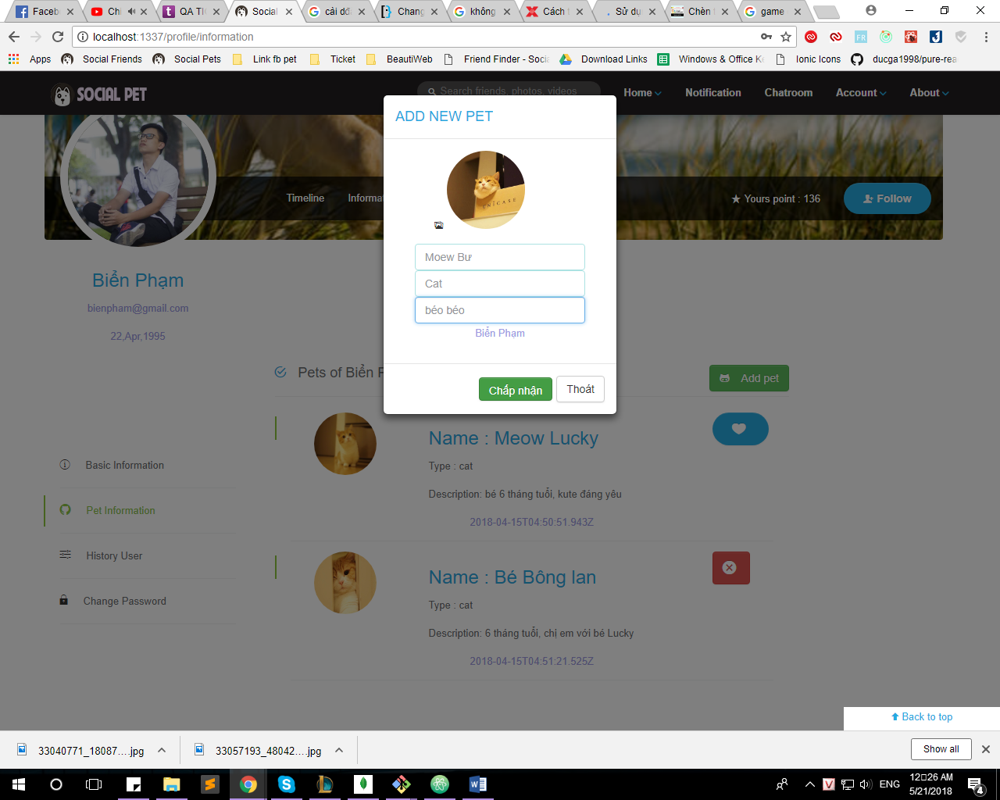 Faceb
Ch
QA TIC
Social
cài đ
Chang
không
Cách
Sử dụ
Chèn
game
localhost:1337/profile/information
Apps
Social Friends
Social Pets
Link fb pet
Ticket
BeautiWeb
Friend Finder - Soci
Download Links
Windows & Office K
Ionic Icons
ducga1998/pure-rea
SOCIAL PET
Search friends, photos, videos
Home
Notification
Chatroom
Account
About
ADD NEW PET
ENICASE
Timeline
Informa
Yours point : 136
Follow
Moew Bư
Cat
béo béo
Biển Phạm
Chấp nhận
Thoát
Biển Phạm
bienpham@gmail.com
22,Apr,1995
Pets of Biển
Add pet
Basic Information
Pet Information
History User
Change Password
Name : Meow Lucky
Type : cat
Description: bé 6 tháng tuổi, kute đáng yêu
2018-04-15T04:50:51.943Z
Name : Bé Bông lan
Type : cat
Description: 6 tháng tuổi, chị em với bé Lucky
2018-04-15T04:51:21.525Z
Back to top
33040771_18087....jpg
33057193_48042....jpg
Show all
ENG
12:26 AM
5/21/2018
4